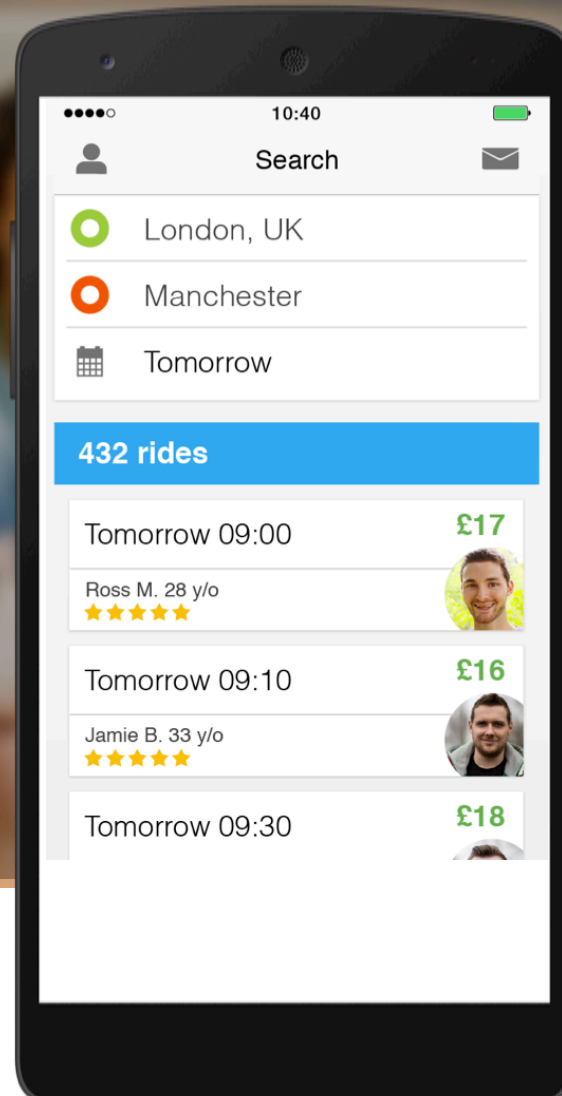 10:40
Search
London, UK
Manchester
Tomorrow
432 rides
Tomorrow 09:00
£17
Ross M. 28 y/o
Tomorrow 09:10
£16
Jamie B. 33 y/o
Tomorrow 09:30
£18